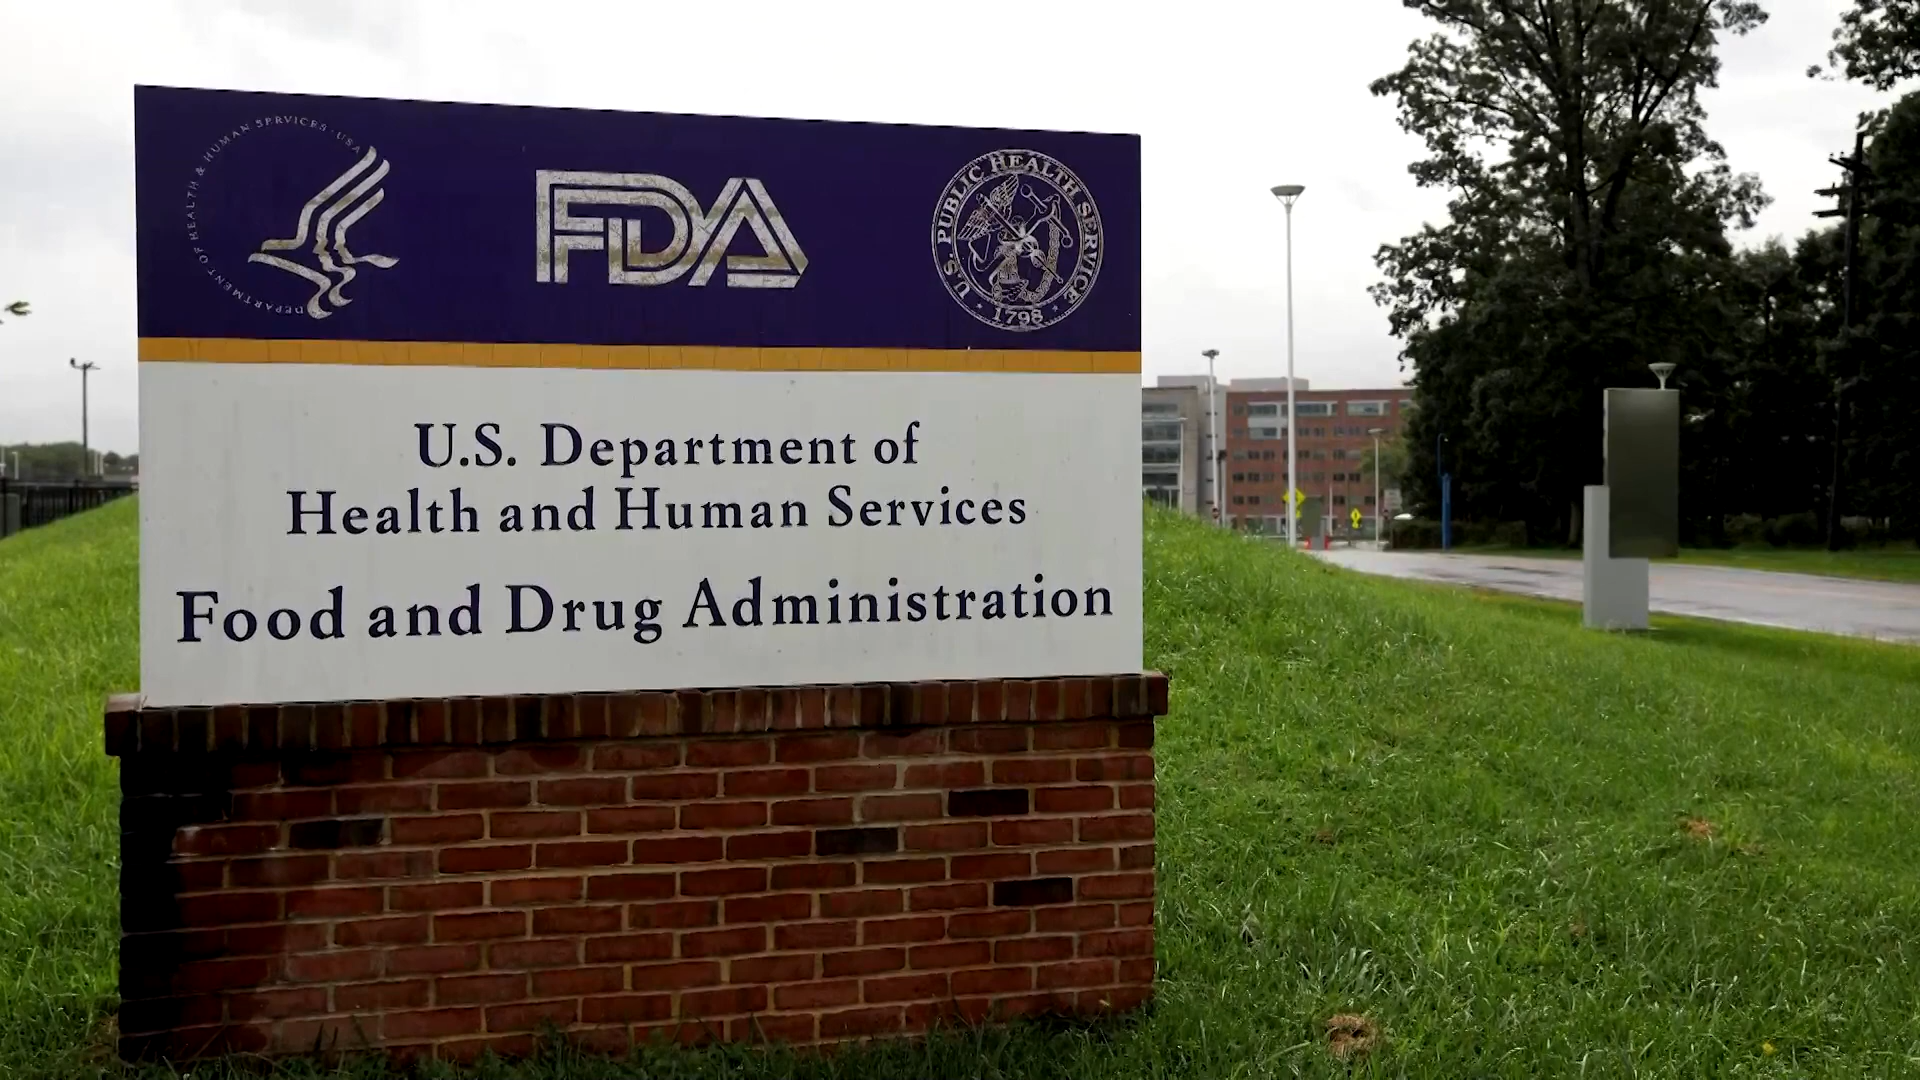 DEPARTMENT OF HEALTH & HUMAN SERVICES · USA
FDA
U.S. PUBLIC HEALTH SERVICE
1798
U.S. Department of
Health and Human Services
Food and Drug Administration